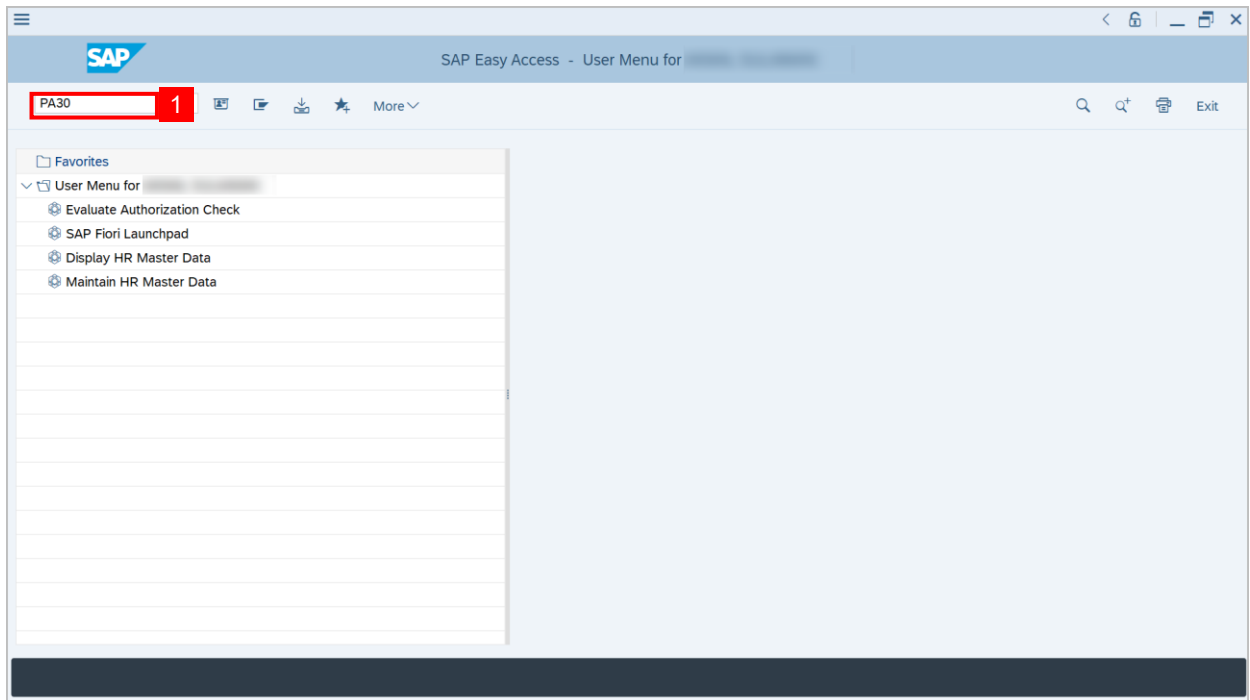 SAP
SAP Easy Access - User Menu for
PA30
1
More
Exit
Favorites
User Menu for
Evaluate Authorization Check
SAP Fiori Launchpad
Display HR Master Data
Maintain HR Master Data